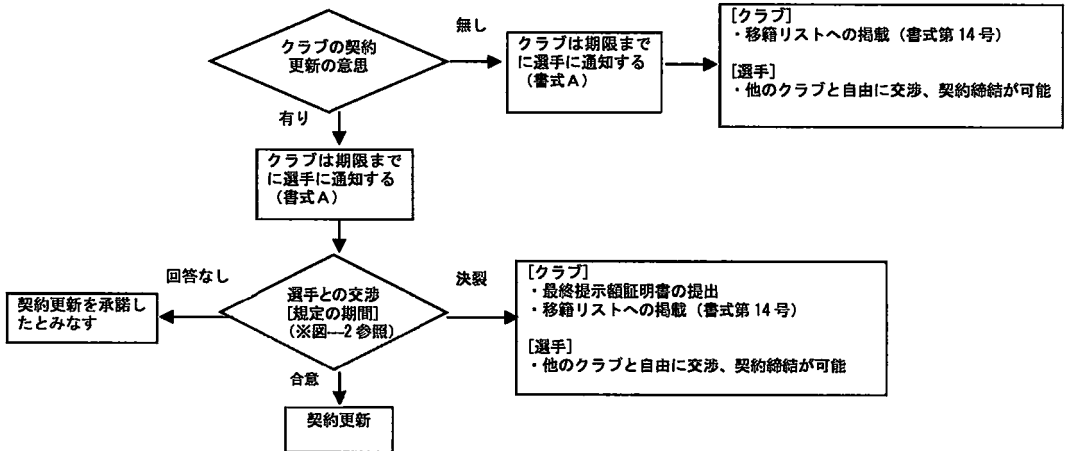 クラブの契約
更新の意思
無し
クラブは期限まで
に選手に通知する
(書式A)
[クラブ]
・移籍リストへの掲載(書式第14号)
[選手]
・他のクラブと自由に交渉、契約締結が可能
有り
クラブは期限まで
に選手に通知する
(書式A)
回答なし
契約更新を承諾し
たとみなす
選手との交渉
[規定の期間]
(※図―2参照)
決裂
[クラブ]
・最終提示額証明書の提出
・移籍リストへの掲載(書式第14号)
[選手]
・他のクラブと自由に交渉、契約締結が可能
合意
契約更新